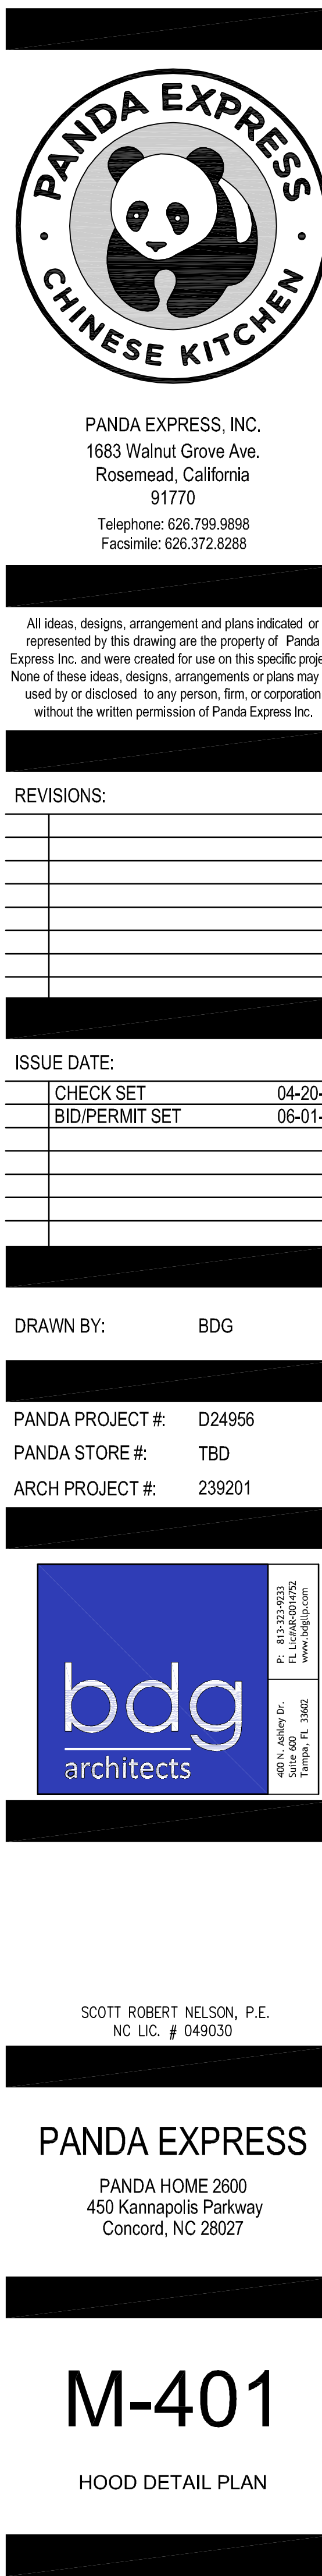 PANDA EXPRESS
CHINESE KITCHEN
PANDA EXPRESS, INC.
1683 Walnut Grove Ave.
Rosemead, California
91770
Telephone: 626.799.9898
Facsimile: 626.372.8288
All ideas, designs, arrangement and plans indicated or
represented by this drawing are the property of Panda
Express Inc. and were created for use on this specific proje
None of these ideas, designs, arrangements or plans may
used by or disclosed to any person, firm, or corporation
without the written permission of Panda Express Inc.
REVISIONS:
ISSUE DATE:
CHECK SET 04-20-
BID/PERMIT SET 06-01-
DRAWN BY: BDG
PANDA PROJECT #: D24956
PANDA STORE #: TBD
ARCH PROJECT #: 239201
bdg
architects
P: 813-323-9233
FL Lic#AR-0014752
www.bdgllp.com
400 N. Ashley Dr.
Suite 600
Tampa, FL 33602
SCOTT ROBERT NELSON, P.E.
NC LIC. # 049030
PANDA EXPRESS
PANDA HOME 2600
450 Kannapolis Parkway
Concord, NC 28027
M-401
HOOD DETAIL PLAN